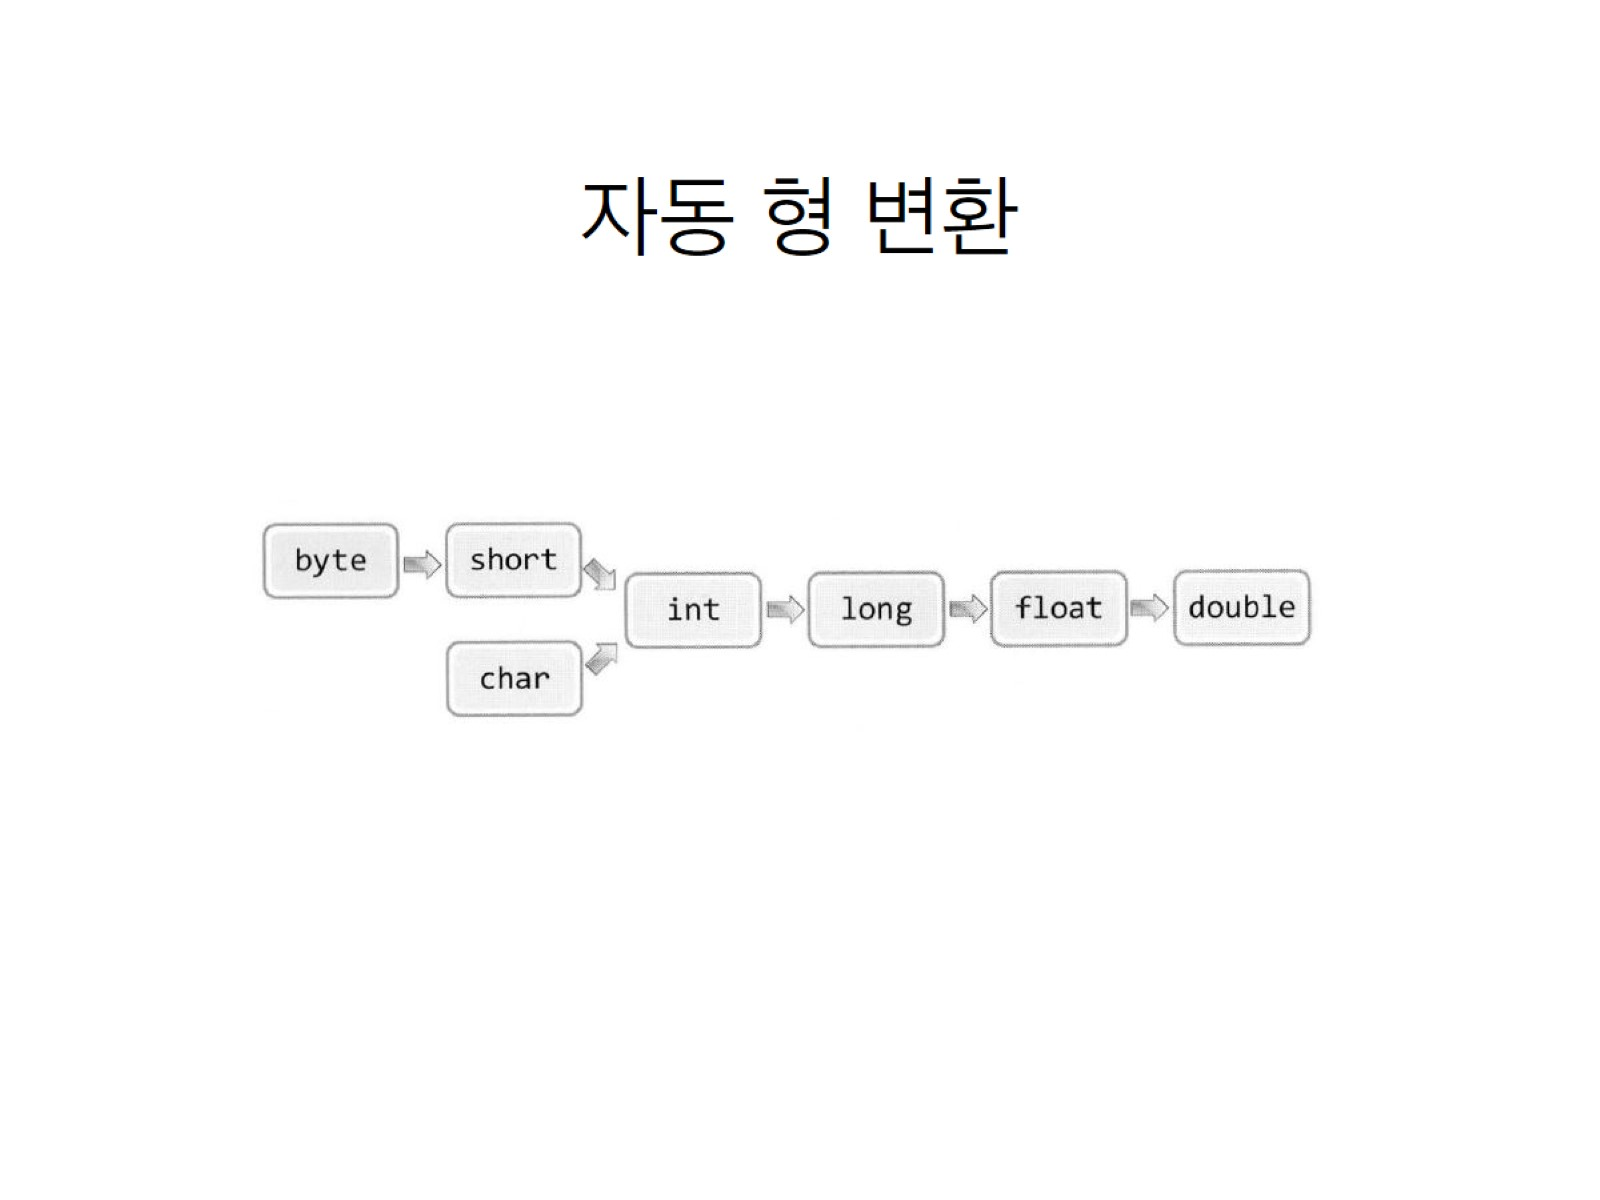 자동 형 변환
byte
short
int
long
float
double
char